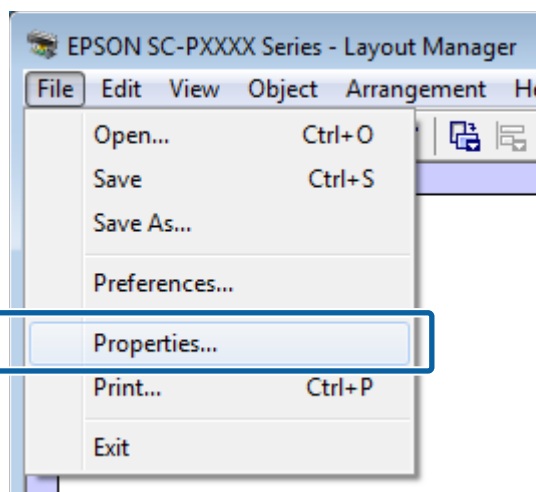 EPSON SC-PXXXX Series - Layout Manager
File Edit View Object Arrangement
Open... Ctrl+O
Save Ctrl+S
Save As...
Preferences...
Properties...
Print... Ctrl+P
Exit